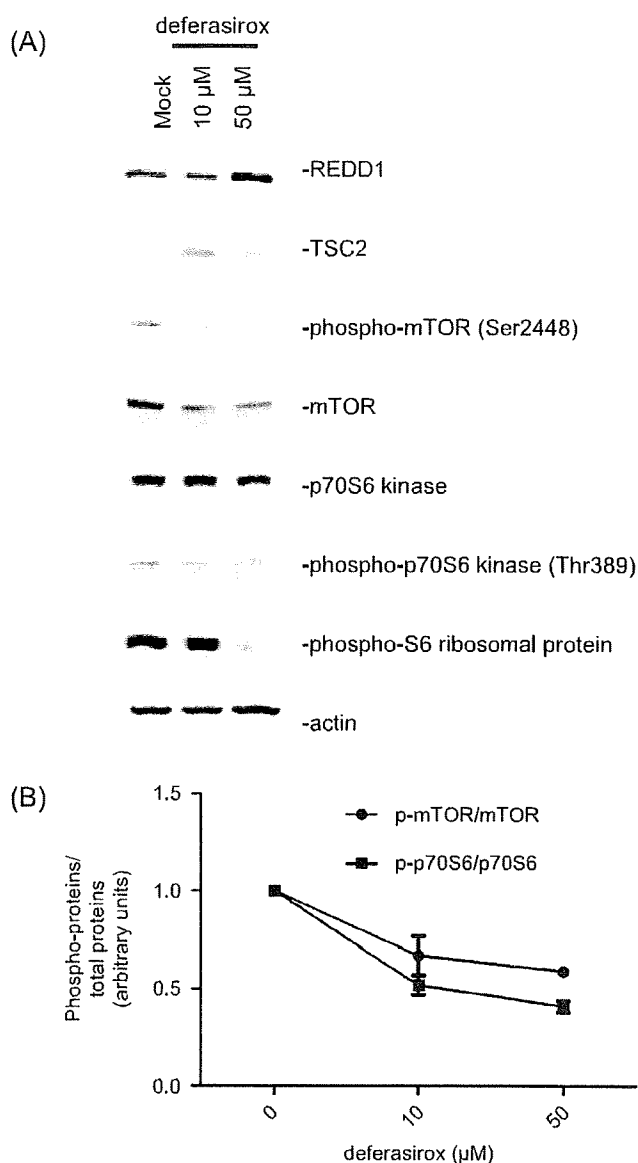 (A)
deferasirox
Mock
10 µM
50 µM
-REDD1
-TSC2
-phospho-mTOR (Ser2448)
-mTOR
-p70S6 kinase
-phospho-p70S6 kinase (Thr389)
-phospho-S6 ribosomal protein
-actin
(B)
Phospho-proteins/
total proteins
(arbitrary units)
1.5
1.0
0.5
0.0
p-mTOR/mTOR
p-p70S6/p70S6
0
10
50
deferasirox (µM)